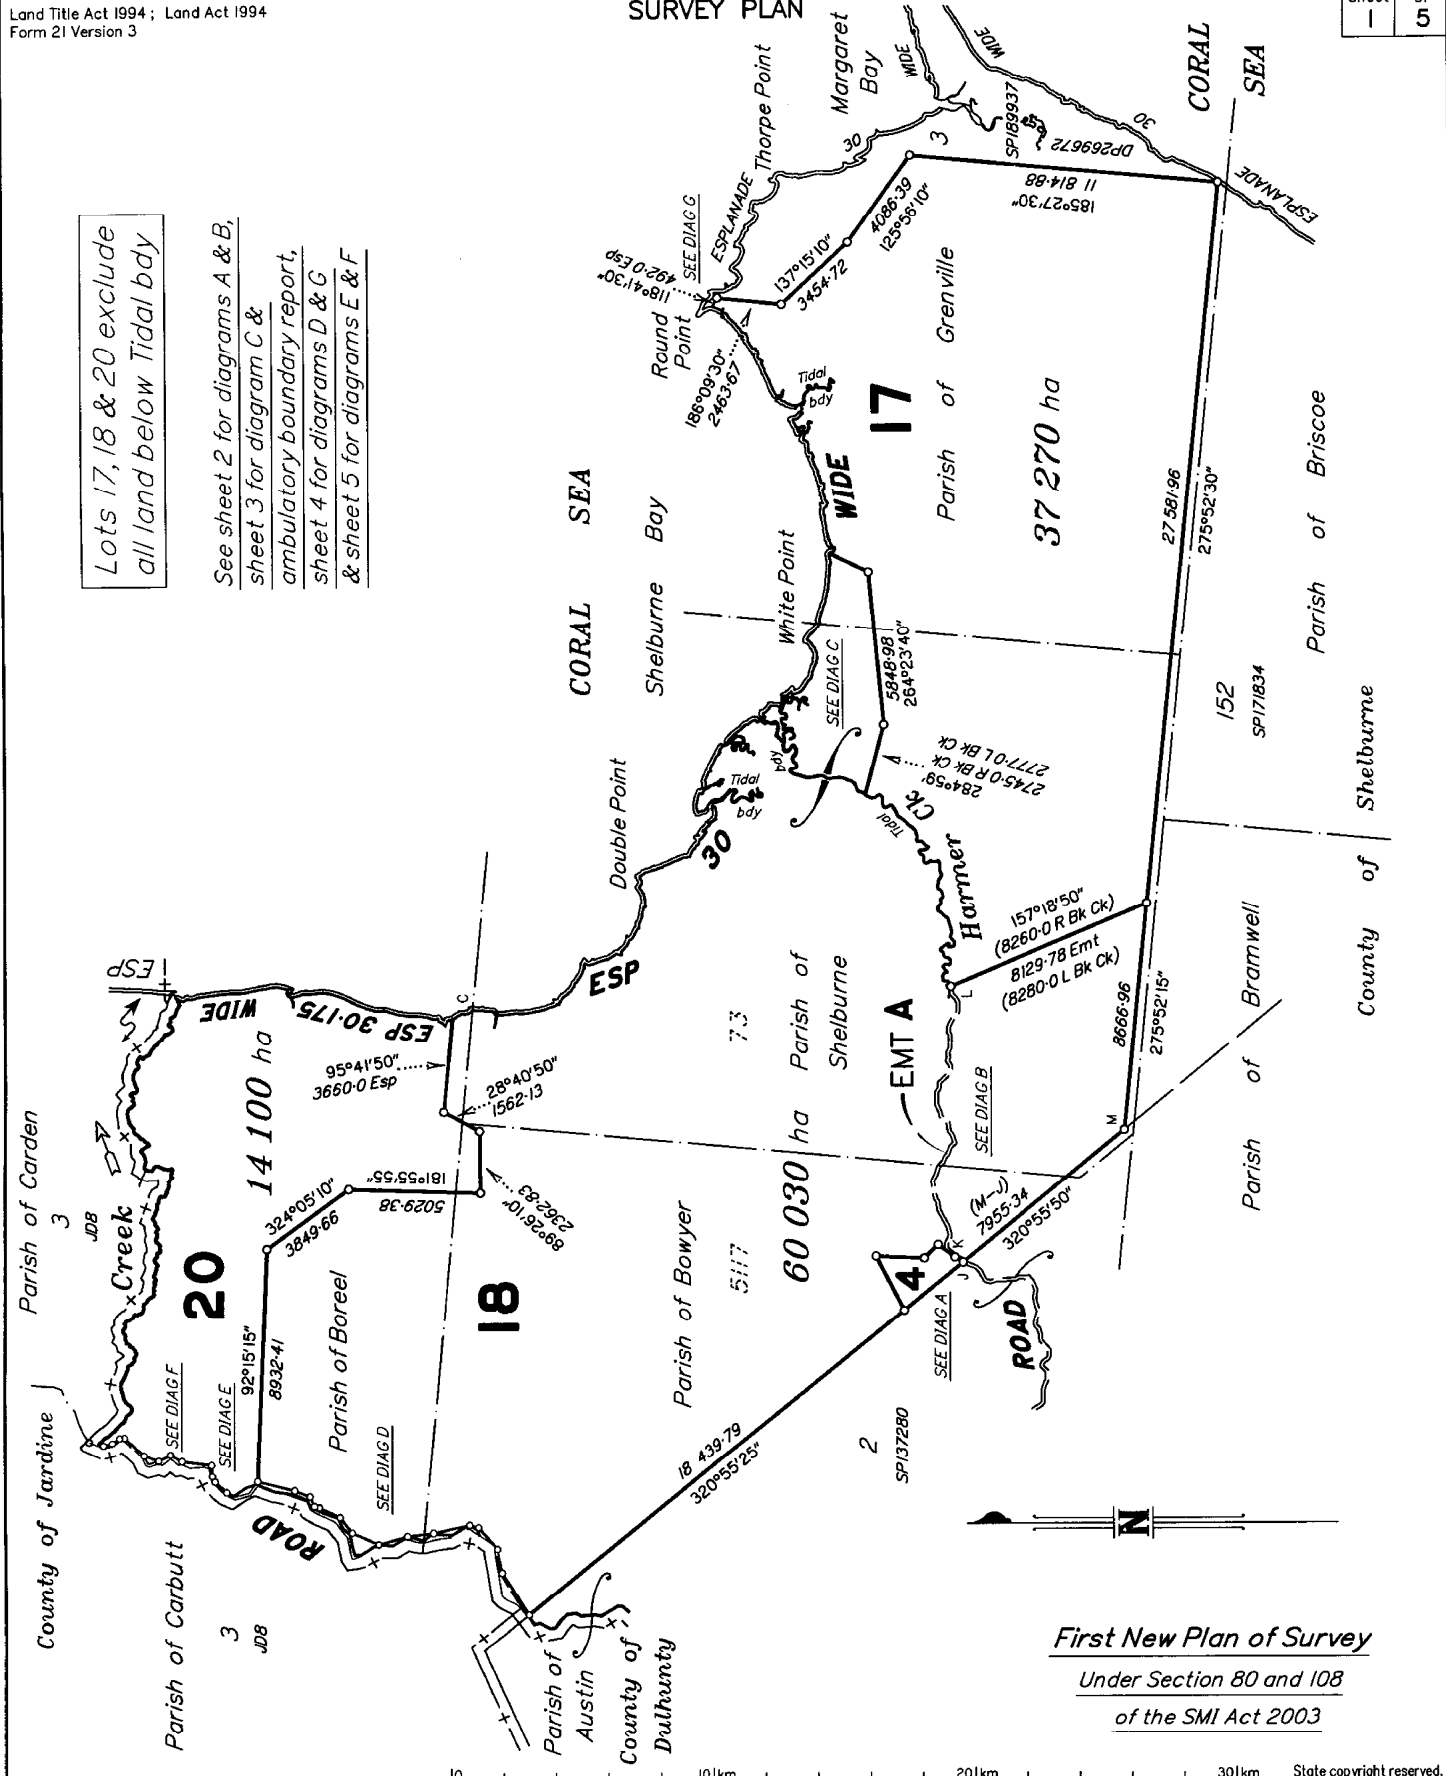 Land Title Act 1994 ; Land Act 1994
Form 21 Version 3
SURVEY PLAN
1
5
Lots 17, 18 & 20 exclude
all land below Tidal bdy
See sheet 2 for diagrams A & B,
sheet 3 for diagram C &
ambulatory boundary report,
sheet 4 for diagrams D & G
& sheet 5 for diagrams E & F
Margaret
Bay
WIDE
WIDE
CORAL
SEA
Thorpe Point
ESPLANADE
30
3
SP189937
DP269672
30
ESPLANADE
SEE DIAG G
118°41'30"
492·0 Esp
Round
Point
186°09'30"
2463·67
137°15'10"
3454·72
4086·39
125°56'10"
185°27'30"
11 814·88
Tidal
bdy
17
Parish of Grenville
37 270 ha
WIDE
CORAL SEA
Shelburne Bay
White Point
27 581·96
275°52'30"
Parish of Briscoe
5848·98
264°23'40"
SEE DIAG C
284°59'
2745·0 R Bk Ck
2777·0 L Bk Ck
152
SP171834
County of Shelburne
Double Point
Tidal
bdy
bdy
30
Tidal
Harmer Ck
157°18'50"
(8260·0 R Bk Ck)
8129·78 Emt
(8280·0 L Bk Ck)
L
8666·96
275°52'15"
M
Parish of Bramwell
ESP
WIDE
ESP 30·175
C
ESP
14 100 ha
95°41'50"
3660·0 Esp
28°40'50"
1562·13
73
Parish of
Shelburne
EMT A
SEE DIAG B
Parish of Carden
3
JD8
Creek
20
324°05'10"
3849·66
181°55'55"
5029·38
89°26'10"
2362·83
5117
60 030 ha
Parish of Bowyer
(M-J)
7955·34
320°55'50"
K
J
4
SEE DIAG A
ROAD
92°15'15"
8932·41
Parish of Boreel
18
SEE DIAG F
SEE DIAG E
SEE DIAG D
County of Jardine
ROAD
Parish of Carbutt
3
JD8
18 439·79
320°55'25"
2
SP137280
Parish of
Austin
County of
Dulhunty
N
First New Plan of Survey
Under Section 80 and 108
of the SMI Act 2003
0
10km
20km
30km
State copyright reserved.